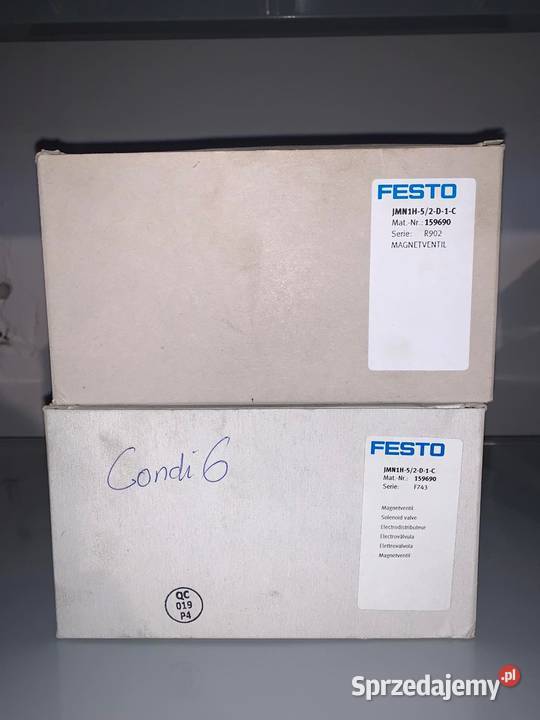 FESTO
JMN1H-5/2-D-1-C
Mat.-Nr.: 159690
Serie: R902
MAGNETVENTIL
FESTO
JMN1H-5/2-D-1-C
Mat.-Nr.: 159690
Serie: F743
Magnetventil
Solenoid valve
Electrodistributeur
Electroválvula
Elettrovalvola
Magnetventil
Condi 6
QC
019
P4
Sprzedajemy.pl